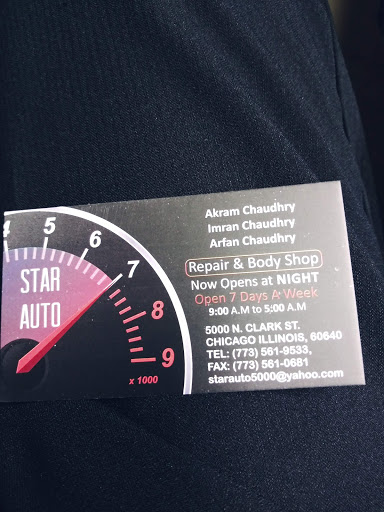 4 5 6 7 8 9
x 1000
STAR
AUTO
Akram Chaudhry
Imran Chaudhry
Arfan Chaudhry
Repair & Body Shop
Now Opens at NIGHT
Open 7 Days A Week
9:00 A.M to 5:00 A.M
5000 N. CLARK ST.
CHICAGO ILLINOIS, 60640
TEL: (773) 561-9533,
FAX: (773) 561-0681
starauto5000@yahoo.com